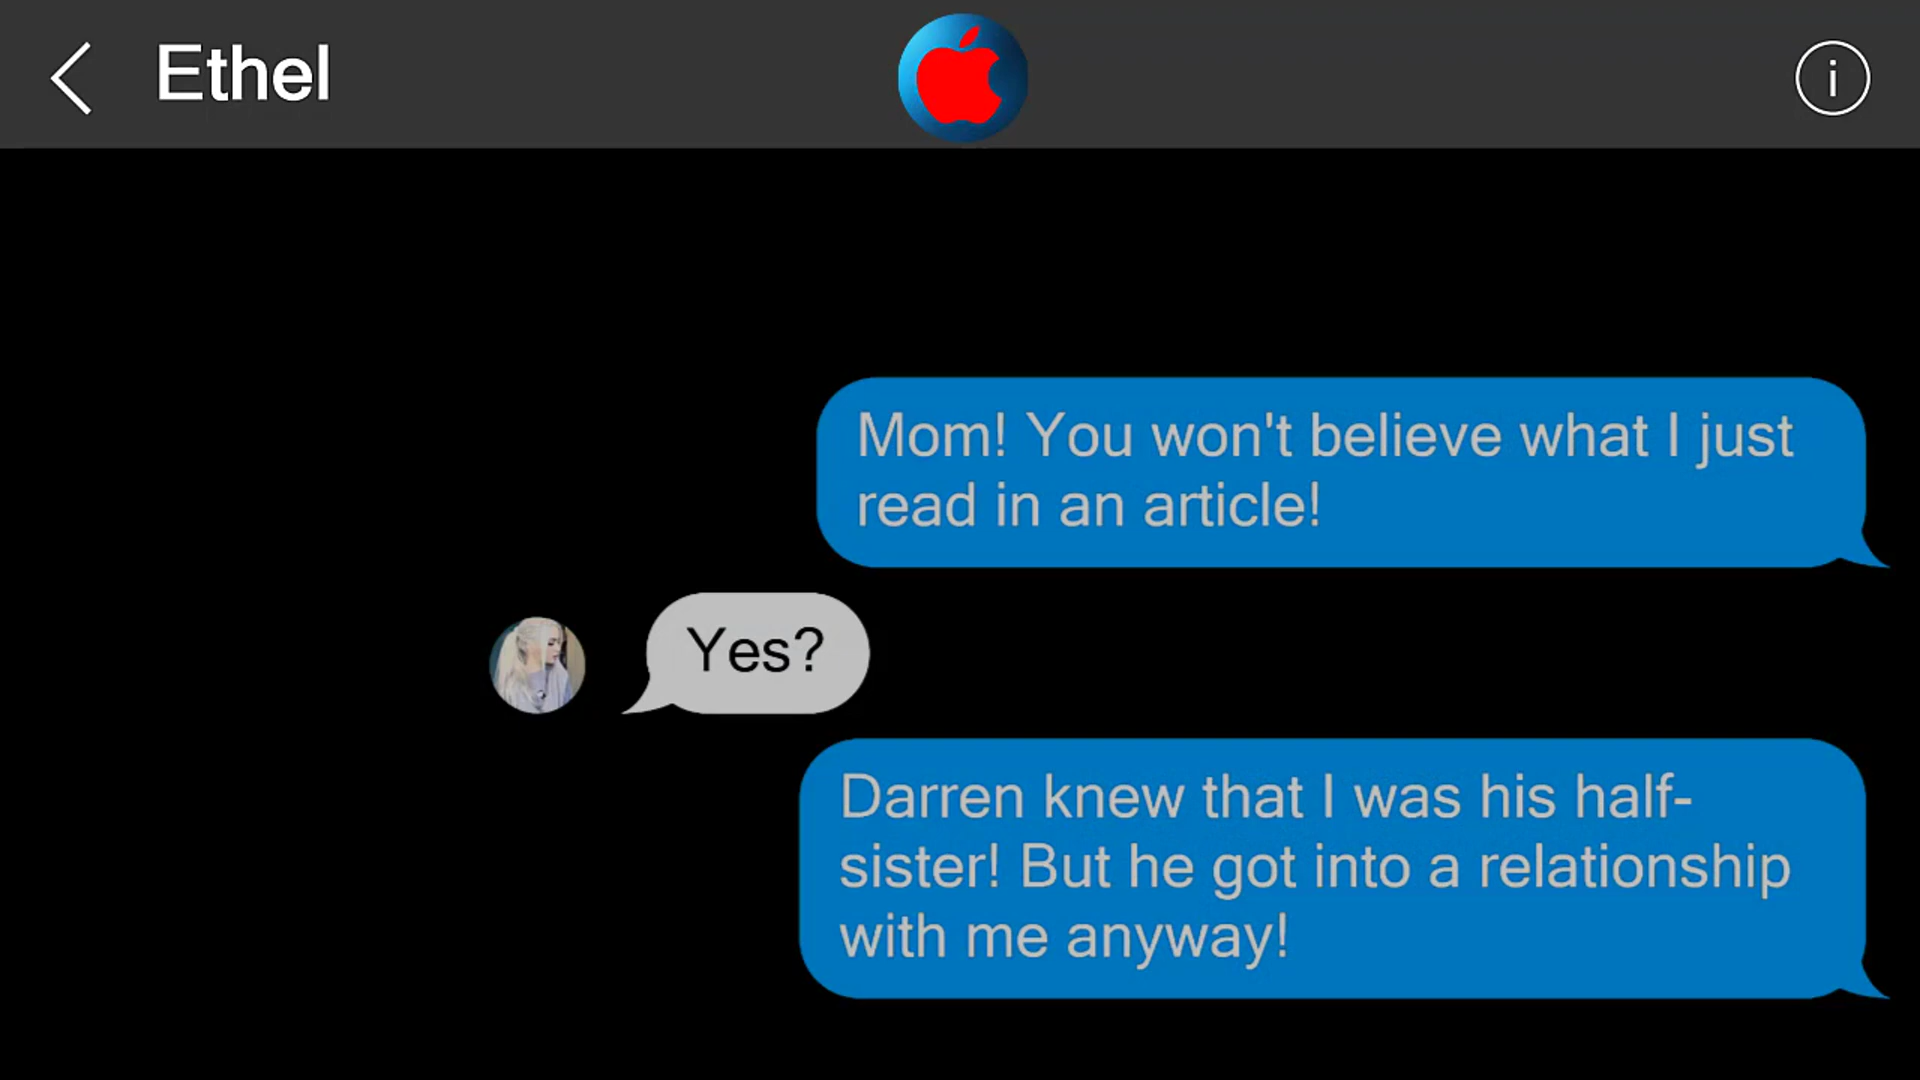 Ethel
Mom! You won't believe what I just
read in an article!
Yes?
Darren knew that I was his half-
sister! But he got into a relationship
with me anyway!